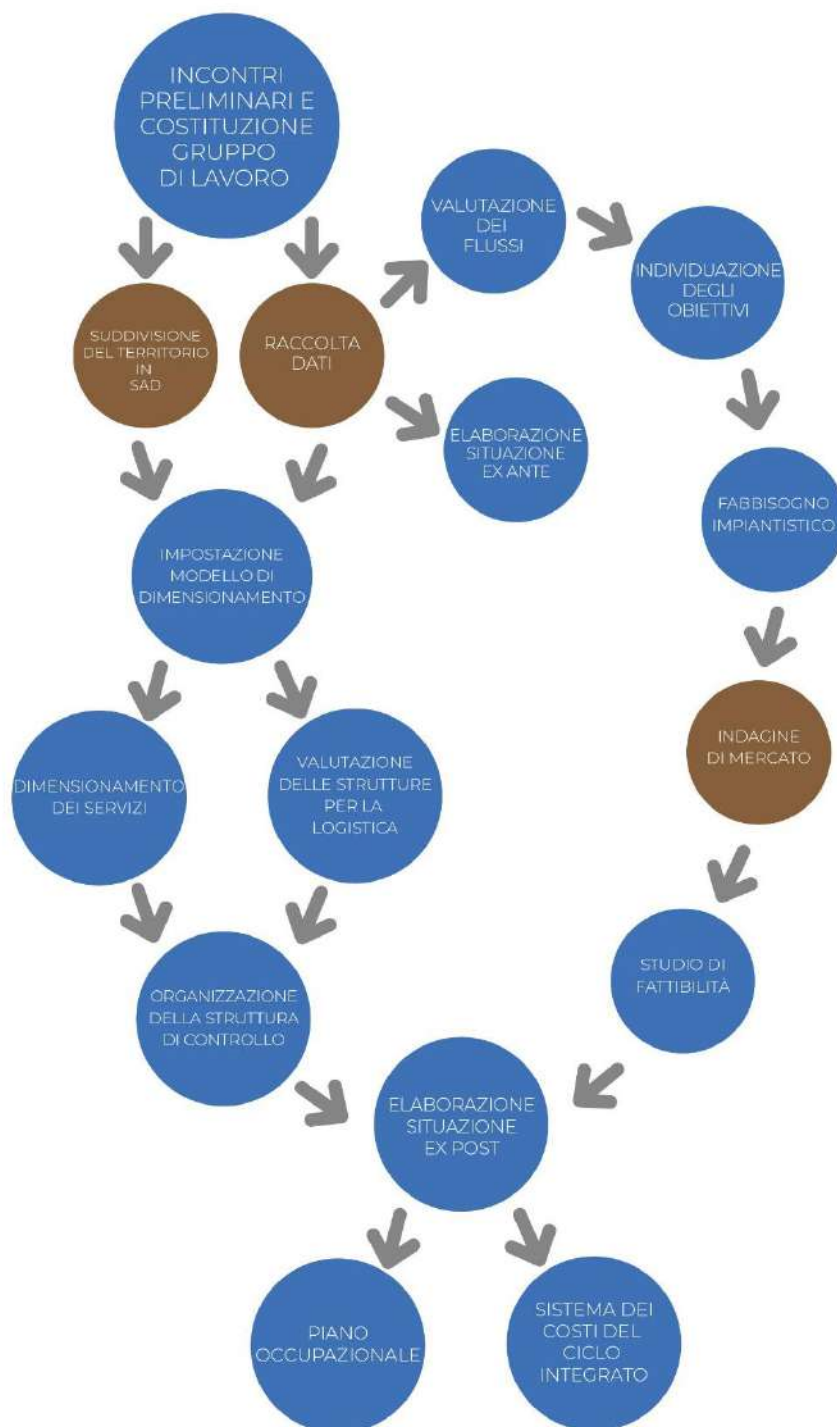 INCONTRI
PRELIMINARI E
COSTITUZIONE
GRUPPO
DI LAVORO
VALUTAZIONE
DEI
FLUSSI
INDIVIDUAZIONE
DEGLI
OBIETTIVI
SUDDIVISIONE
DEL TERRITORIO
IN
SAD
RACCOLTA
DATI
ELABORAZIONE
SITUAZIONE
EX ANTE
FABBISOGNO
IMPIANTISTICO
IMPOSTAZIONE
MODELLO DI
DIMENSIONAMENTO
INDAGINE
DI MERCATO
DIMENSIONAMENTO
DEI SERVIZI
VALUTAZIONE
DELLE STRUTTURE
PER LA
LOGISTICA
STUDIO DI
FATTIBILITÀ
ORGANIZZAZIONE
DELLA STRUTTURA
DI CONTROLLO
ELABORAZIONE
SITUAZIONE
EX POST
PIANO
OCCUPAZIONALE
SISTEMA DEI
COSTI DEL
CICLO
INTEGRATO